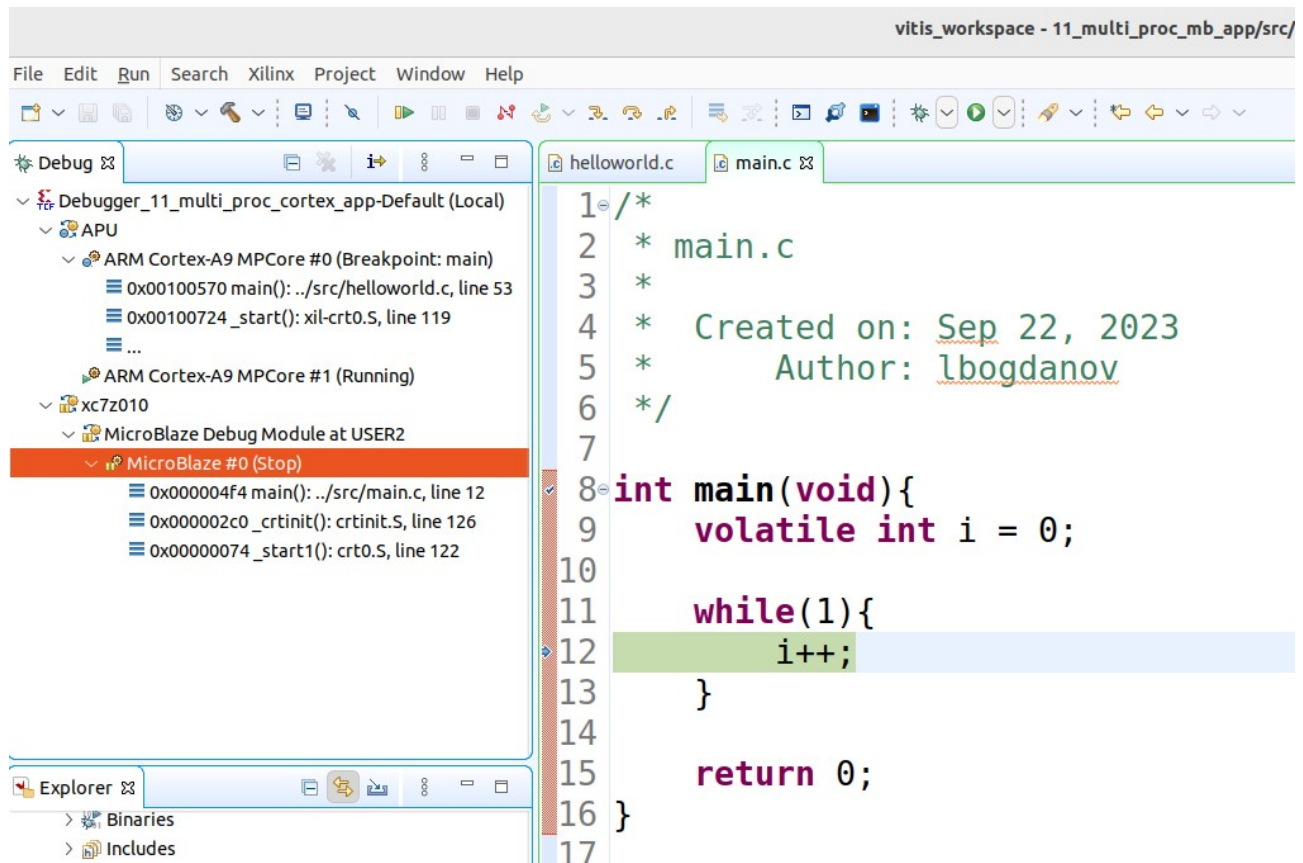 vitis_workspace - 11_multi_proc_mb_app/src/
File Edit Run Search Xilinx Project Window Help
Debug
Debugger_11_multi_proc_cortex_app-Default (Local)
APU
ARM Cortex-A9 MPCore #0 (Breakpoint: main)
0x00100570 main(): ../src/helloworld.c, line 53
0x00100724 _start(): xil-crt0.S, line 119
...
ARM Cortex-A9 MPCore #1 (Running)
xc7z010
MicroBlaze Debug Module at USER2
MicroBlaze #0 (Stop)
0x000004f4 main(): ../src/main.c, line 12
0x000002c0 _crtinit(): crtinit.S, line 126
0x00000074 _start1(): crt0.S, line 122
Explorer
Binaries
Includes
helloworld.c main.c
1 /*
2 * main.c
3 *
4 * Created on: Sep 22, 2023
5 * Author: lbogdanov
6 */
7
8 int main(void){
9 volatile int i = 0;
10
11 while(1){
12 i++;
13 }
14
15 return 0;
16 }
17